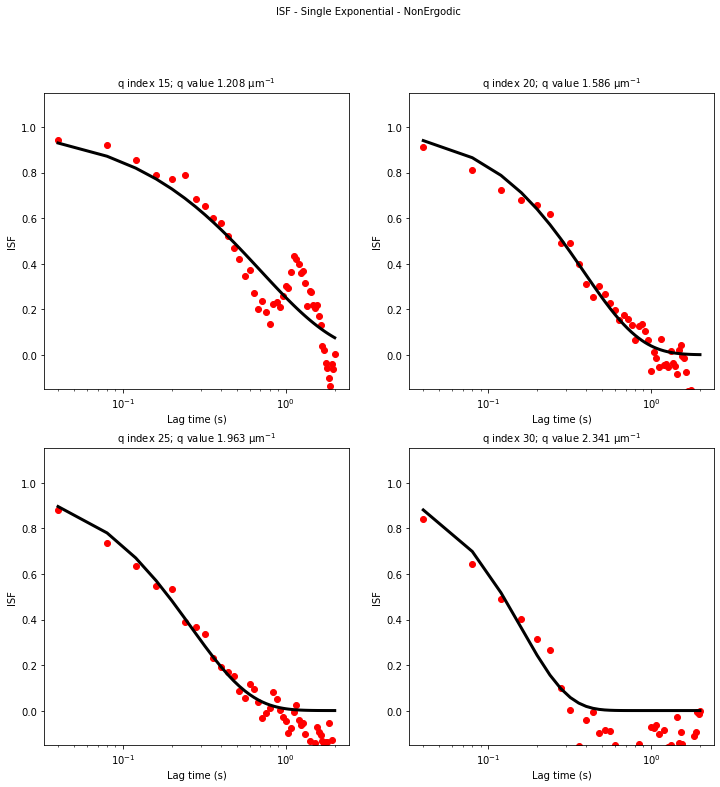 ISF - Single Exponential - NonErgodic
q index 15; q value 1.208 μm⁻¹
q index 20; q value 1.586 μm⁻¹
1.0
0.8
0.6
0.4
0.2
0.0
ISF
10⁻¹
10⁰
Lag time (s)
1.0
0.8
0.6
0.4
0.2
0.0
ISF
10⁻¹
10⁰
Lag time (s)
q index 25; q value 1.963 μm⁻¹
q index 30; q value 2.341 μm⁻¹
1.0
0.8
0.6
0.4
0.2
0.0
ISF
10⁻¹
10⁰
Lag time (s)
1.0
0.8
0.6
0.4
0.2
0.0
ISF
10⁻¹
10⁰
Lag time (s)